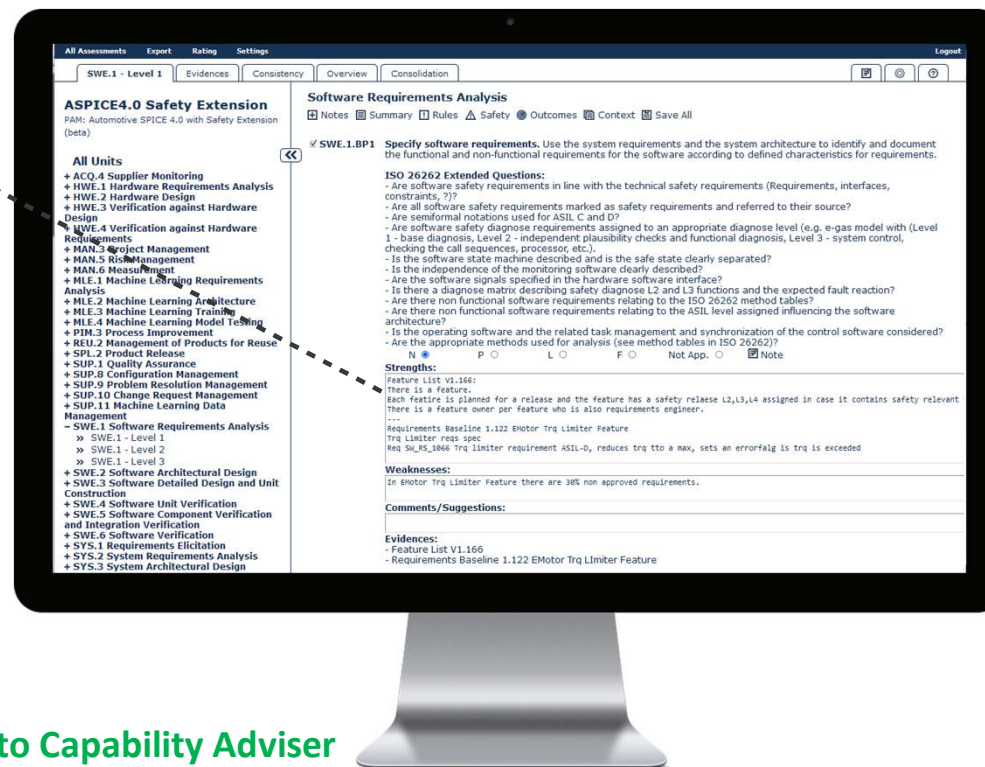 All Assessments Export Rating Settings Logout
SWE.1 - Level 1 Evidences Consistency Overview Consolidation
ASPICE4.0 Safety Extension
PAM: Automotive SPICE 4.0 with Safety Extension
(beta)
All Units
+ ACQ.4 Supplier Monitoring
+ HWE.1 Hardware Requirements Analysis
+ HWE.2 Hardware Design
+ HWE.3 Verification against Hardware
Design
+ HWE.4 Verification against Hardware
Requirements
+ MAN.3 Project Management
+ MAN.5 Risk Management
+ MAN.6 Measurement
+ MLE.1 Machine Learning Requirements
Analysis
+ MLE.2 Machine Learning Architecture
+ MLE.3 Machine Learning Training
+ MLE.4 Machine Learning Model Testing
+ PIM.3 Process Improvement
+ REU.2 Management of Products for Reuse
+ SPL.2 Product Release
+ SUP.1 Quality Assurance
+ SUP.8 Configuration Management
+ SUP.9 Problem Resolution Management
+ SUP.10 Change Request Management
+ SUP.11 Machine Learning Data
Management
– SWE.1 Software Requirements Analysis
» SWE.1 - Level 1
» SWE.1 - Level 2
» SWE.1 - Level 3
+ SWE.2 Software Architectural Design
+ SWE.3 Software Detailed Design and Unit
Construction
+ SWE.4 Software Unit Verification
+ SWE.5 Software Component Verification
and Integration Verification
+ SWE.6 Software Verification
+ SYS.1 Requirements Elicitation
+ SYS.2 System Requirements Analysis
+ SYS.3 System Architectural Design
Software Requirements Analysis
Notes Summary Rules Safety Outcomes Context Save All
SWE.1.BP1 Specify software requirements. Use the system requirements and the system architecture to identify and document
the functional and non-functional requirements for the software according to defined characteristics for requirements.
ISO 26262 Extended Questions:
- Are software safety requirements in line with the technical safety requirements (Requirements, interfaces,
constraints, ?)?
- Are all software safety requirements marked as safety requirements and referred to their source?
- Are semiformal notations used for ASIL C and D?
- Are software safety diagnose requirements assigned to an appropriate diagnose level (e.g. e-gas model with (Level
1 - base diagnosis, Level 2 - independent plausibility checks and functional diagnosis, Level 3 - system control,
checking the call sequences, processor, etc.).
- Is the software state machine described and is the safe state clearly separated?
- Is the independence of the monitoring software clearly described?
- Are the software signals specified in the hardware software interface?
- Is there a diagnose matrix describing safety diagnose L2 and L3 functions and the expected fault reaction?
- Are there non functional software requirements relating to the ISO 26262 method tables?
- Are there non functional software requirements relating to the ASIL level assigned influencing the software
architecture?
- Is the operating software and the related task management and synchronization of the control software considered?
- Are the appropriate methods used for analysis (see method tables in ISO 26262)?
N P L F Not App. Note
Strengths:
Feature List V1.166:
There is a feature.
Each featire is planned for a release and the feature has a safety relaese L2,L3,L4 assigned in case it contains safety relevant
There is a feature owner per feature who is also requirements engineer.
---
Requirements Baseline 1.122 EMotor Trq Limiter Feature
Trq Limiter reqs spec
Req SW_RS_1066 Trq limiter requirement ASIL-D, reduces trq tto a max, sets an errorfalg is trq is exceeded
Weaknesses:
In EMotor Trq Limiter Feature there are 30% non approved requirements.
Comments/Suggestions:
Evidences:
- Feature List V1.166
- Requirements Baseline 1.122 EMotor Trq LImiter Feature
to Capability Adviser